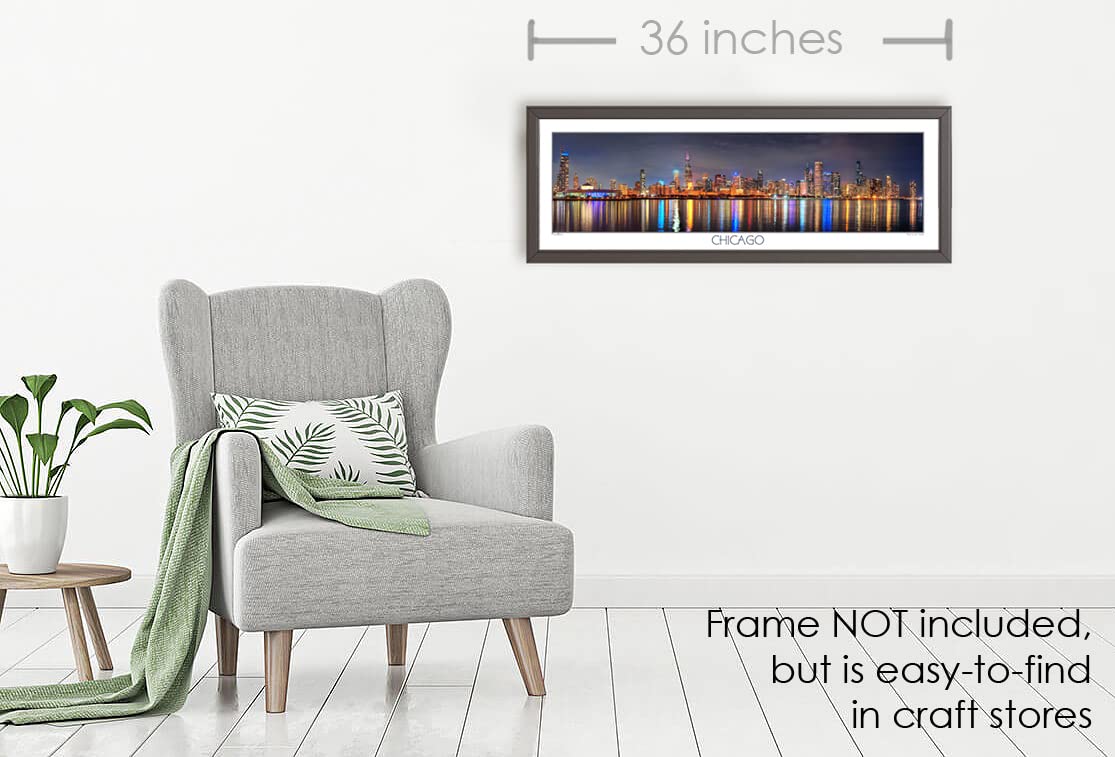 36 inches
CHICAGO
Frame NOT included,
but is easy-to-find
in craft stores